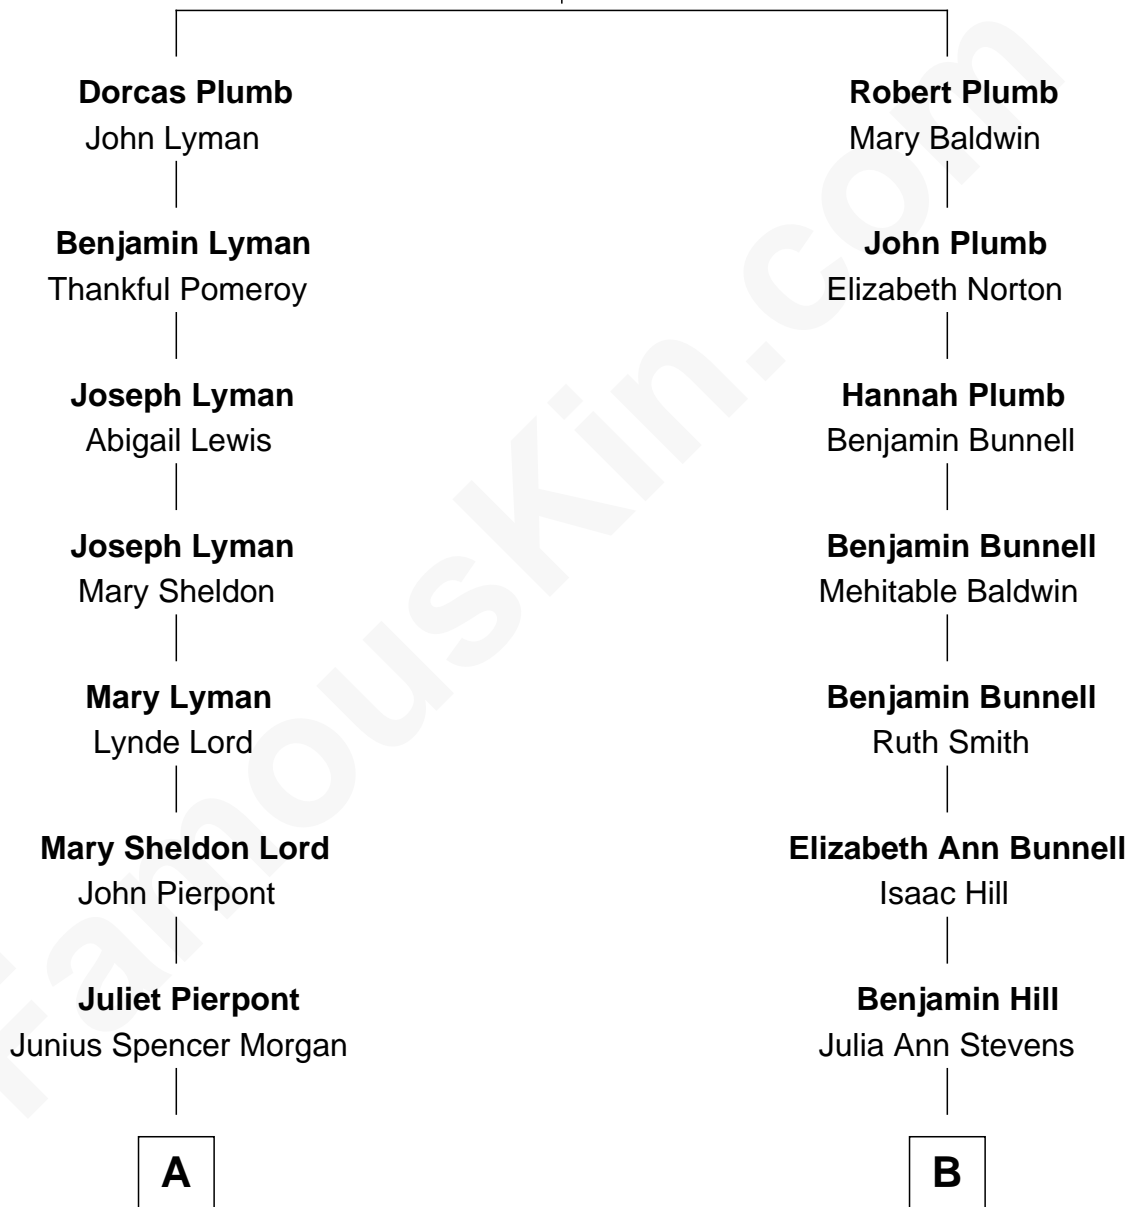 Dorcas Plumb
John Lyman
Benjamin Lyman
Thankful Pomeroy
Joseph Lyman
Abigail Lewis
Joseph Lyman
Mary Sheldon
Mary Lyman
Lynde Lord
Mary Sheldon Lord
John Pierpont
Juliet Pierpont
Junius Spencer Morgan
A
Robert Plumb
Mary Baldwin
John Plumb
Elizabeth Norton
Hannah Plumb
Benjamin Bunnell
Benjamin Bunnell
Mehitable Baldwin
Benjamin Bunnell
Ruth Smith
Elizabeth Ann Bunnell
Isaac Hill
Benjamin Hill
Julia Ann Stevens
B
FamousKin.com